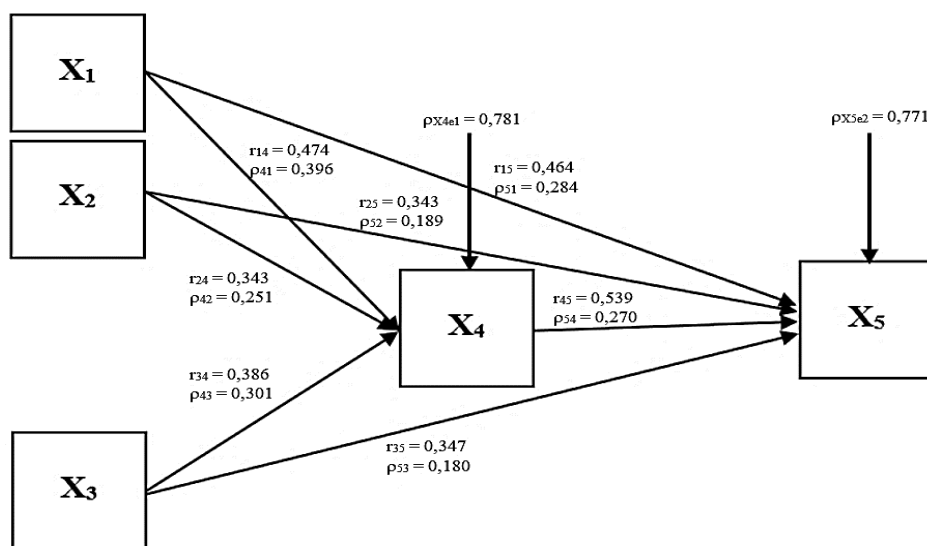 X₁
ρX4e1 = 0,781
ρX5e2 = 0,771
r14 = 0,474
ρ41 = 0,396
r15 = 0,464
ρ51 = 0,284
X₂
r25 = 0,343
ρ52 = 0,189
r24 = 0,343
ρ42 = 0,251
X₄
r45 = 0,539
ρ54 = 0,270
X₅
r34 = 0,386
ρ43 = 0,301
r35 = 0,347
ρ53 = 0,180
X₃